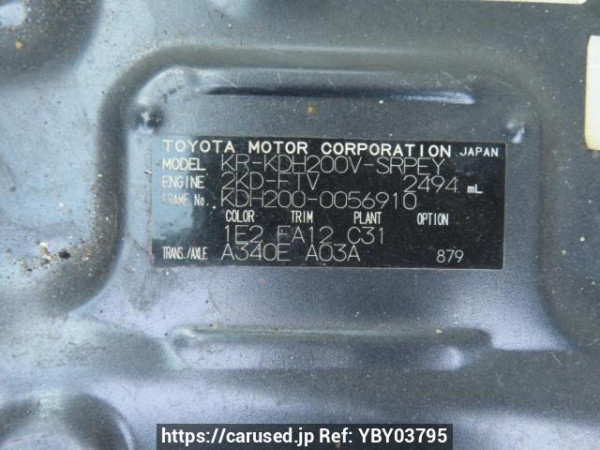 TOYOTA MOTOR CORPORATION JAPAN
MODEL KR-KDH200V-SRPEY
ENGINE 2KD-FTV 2494 mL
FRAME No. KDH200-0056910
COLOR TRIM PLANT OPTION
1E2 FA12 C31
TRANS./AXLE A340E A03A 879
https://carused.jp Ref: YBY03795